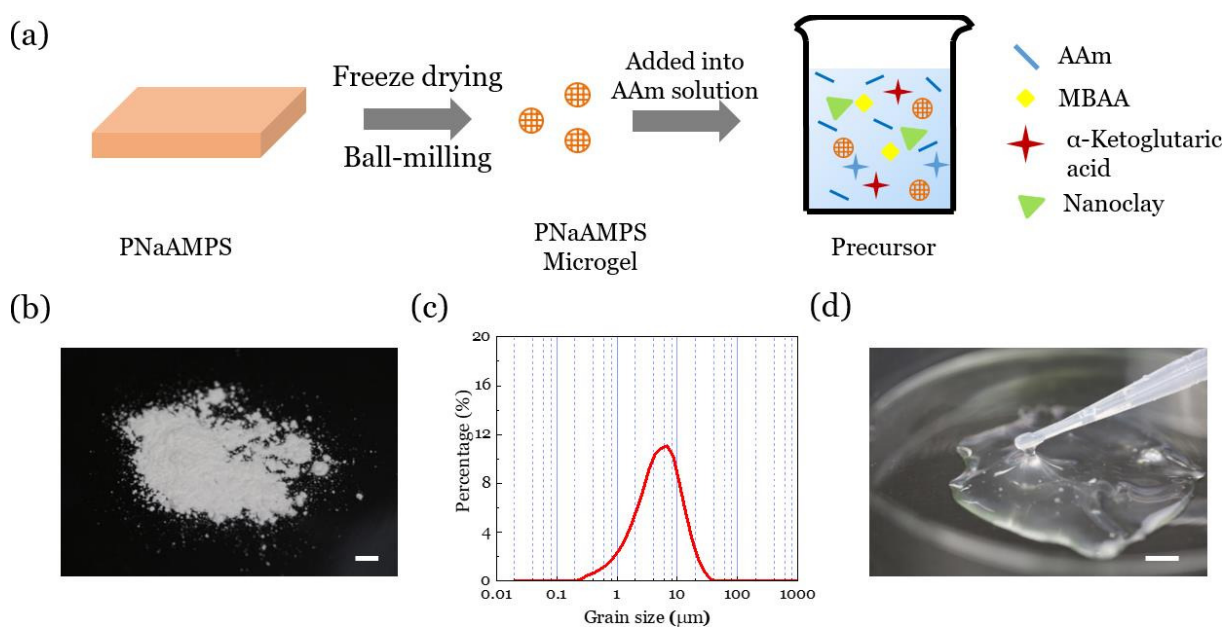 (a)
Freeze drying
Ball-milling
Added into
AAm solution
PNaAMPS
PNaAMPS
Microgel
Precursor
AAm
MBAA
α-Ketoglutaric
acid
Nanoclay
(b)
(c)
20
16
12
8
4
0
Percentage (%)
0.01 0.1 1 10 100 1000
Grain size (μm)
(d)